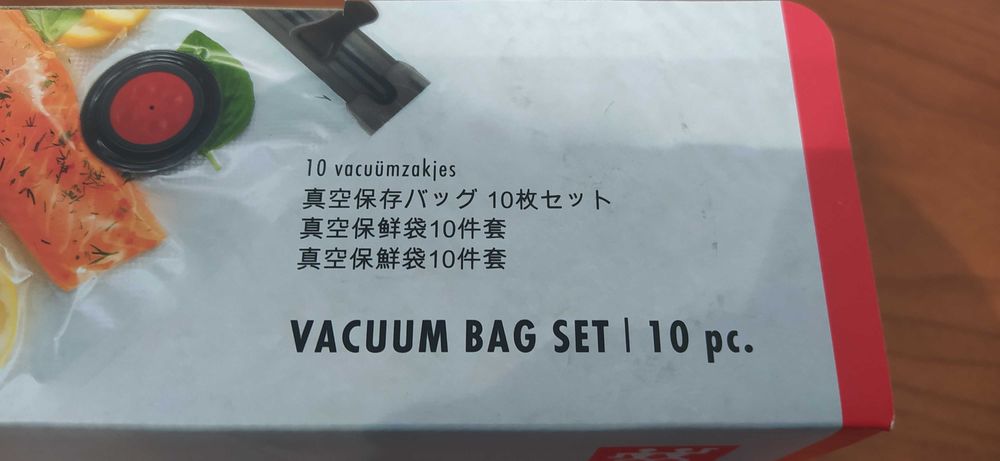 10 vacuümzakjes
真空保存バッグ 10枚セット
真空保鲜袋10件套
真空保鮮袋10件套
VACUUM BAG SET | 10 pc.